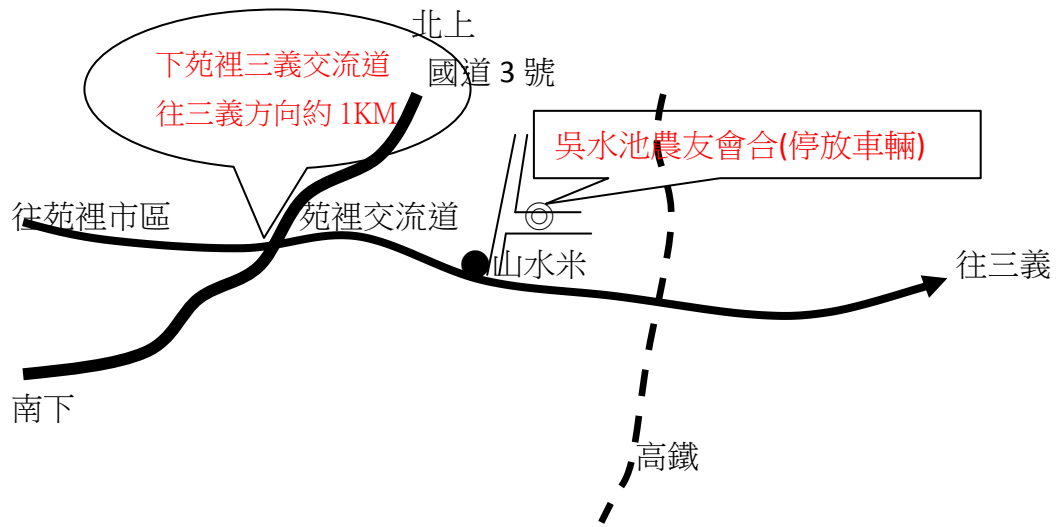 北上
國道 3 號
下苑裡三義交流道
往三義方向約 1KM
吳水池農友會合(停放車輛)
往苑裡市區
苑裡交流道
山水米
往三義
南下
高鐵